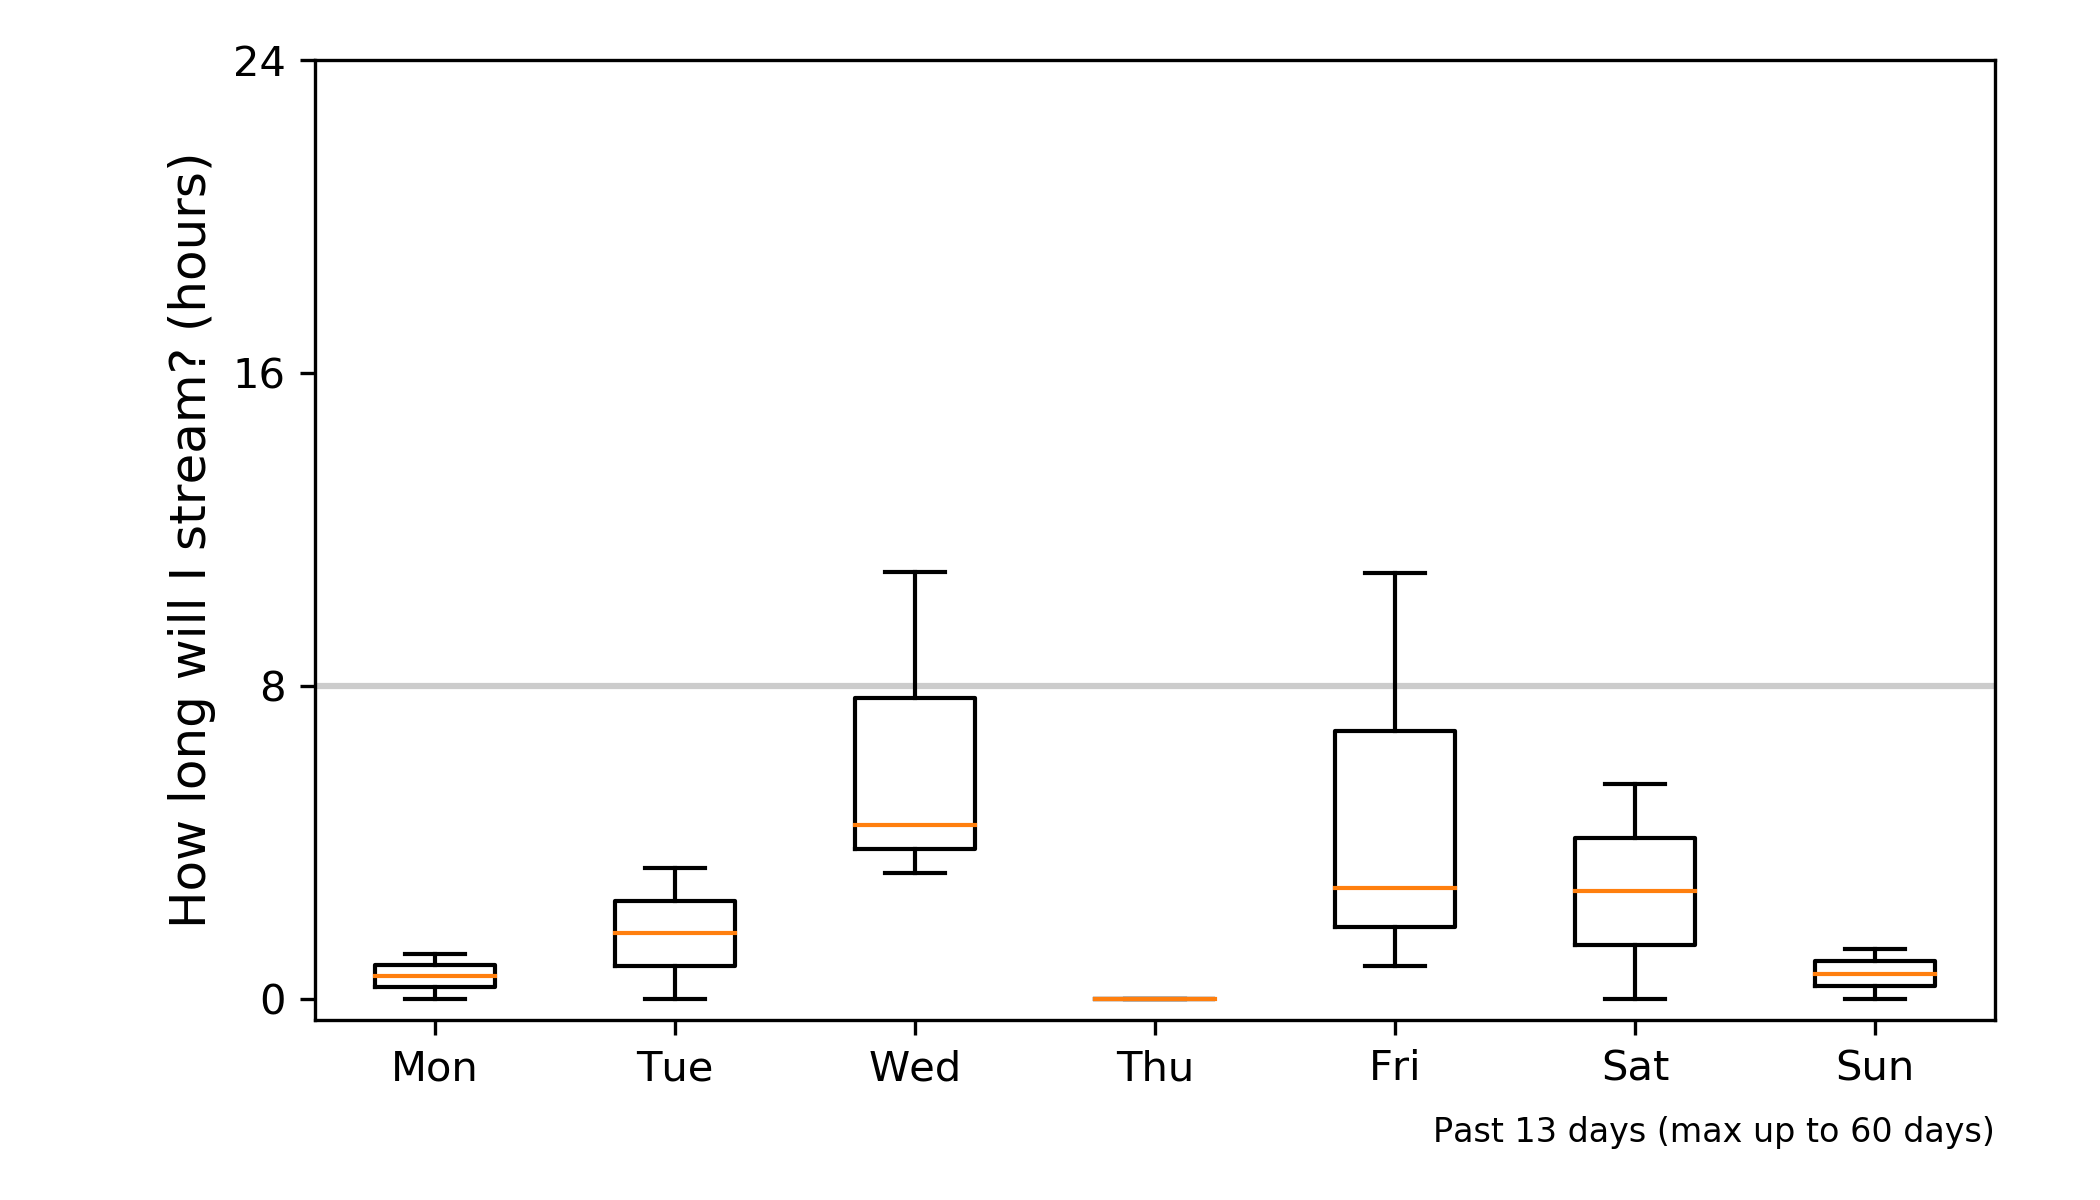 How long will I stream? (hours)
24
16
8
0
Mon Tue Wed Thu Fri Sat Sun
Past 13 days (max up to 60 days)